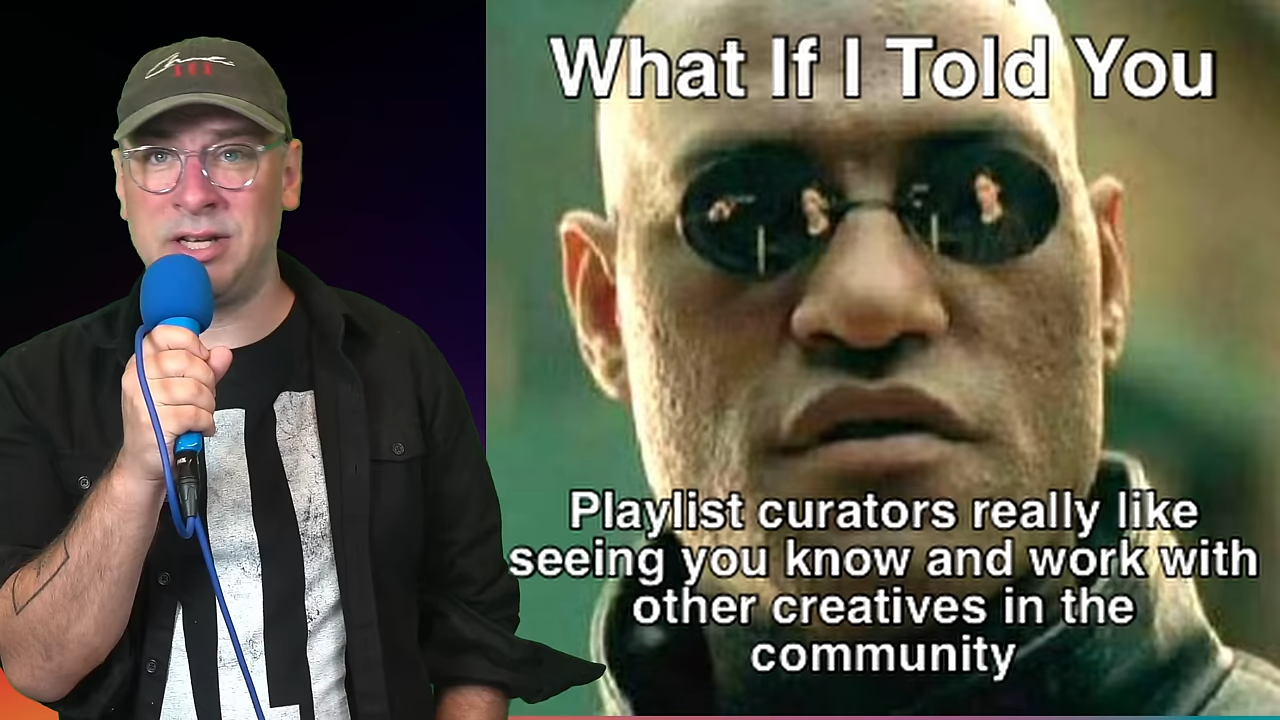 What If I Told You
Playlist curators really like
seeing you know and work with
other creatives in the
community